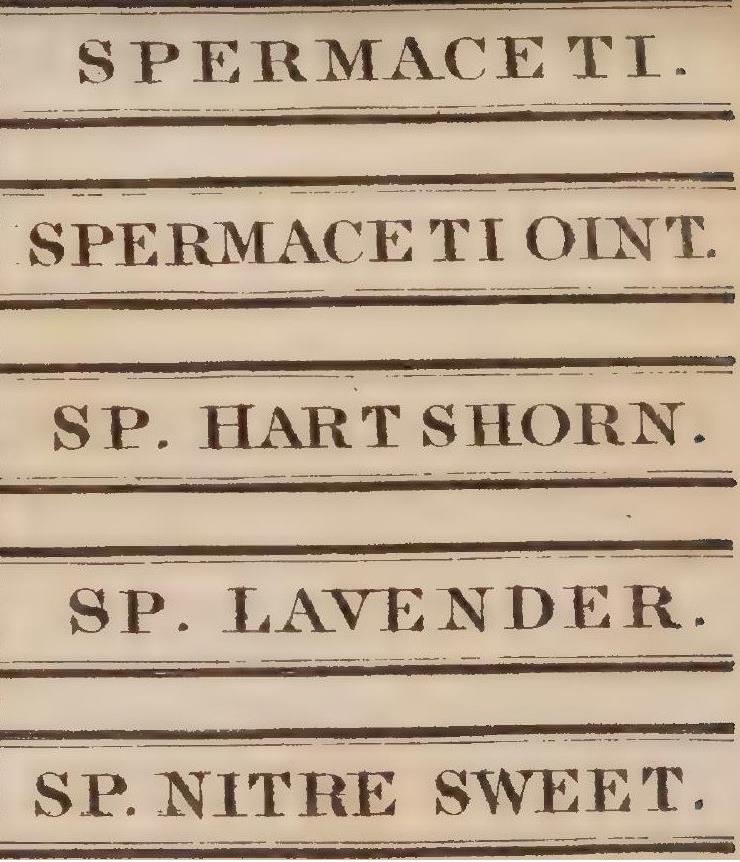 SPERMACETI.
SPERMACETI OINT.
SP. HARTSHORN.
SP. LAVENDER.
SP. NITRE SWEET.